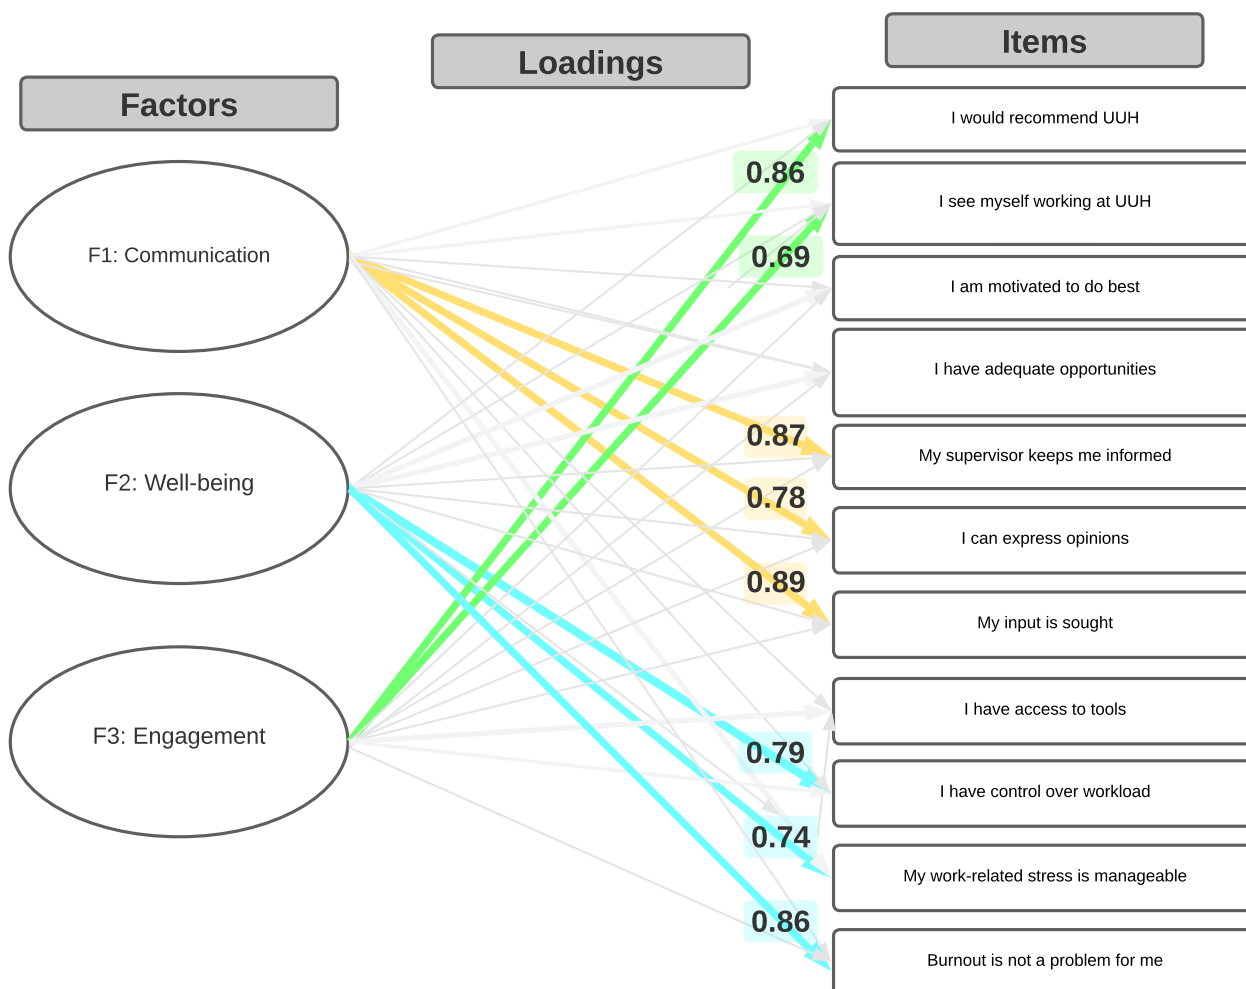 Factors
Loadings
Items
F1: Communication
F2: Well-being
F3: Engagement
0.86
0.69
0.87
0.78
0.89
0.79
0.74
0.86
I would recommend UUH
I see myself working at UUH
I am motivated to do best
I have adequate opportunities
My supervisor keeps me informed
I can express opinions
My input is sought
I have access to tools
I have control over workload
My work-related stress is manageable
Burnout is not a problem for me